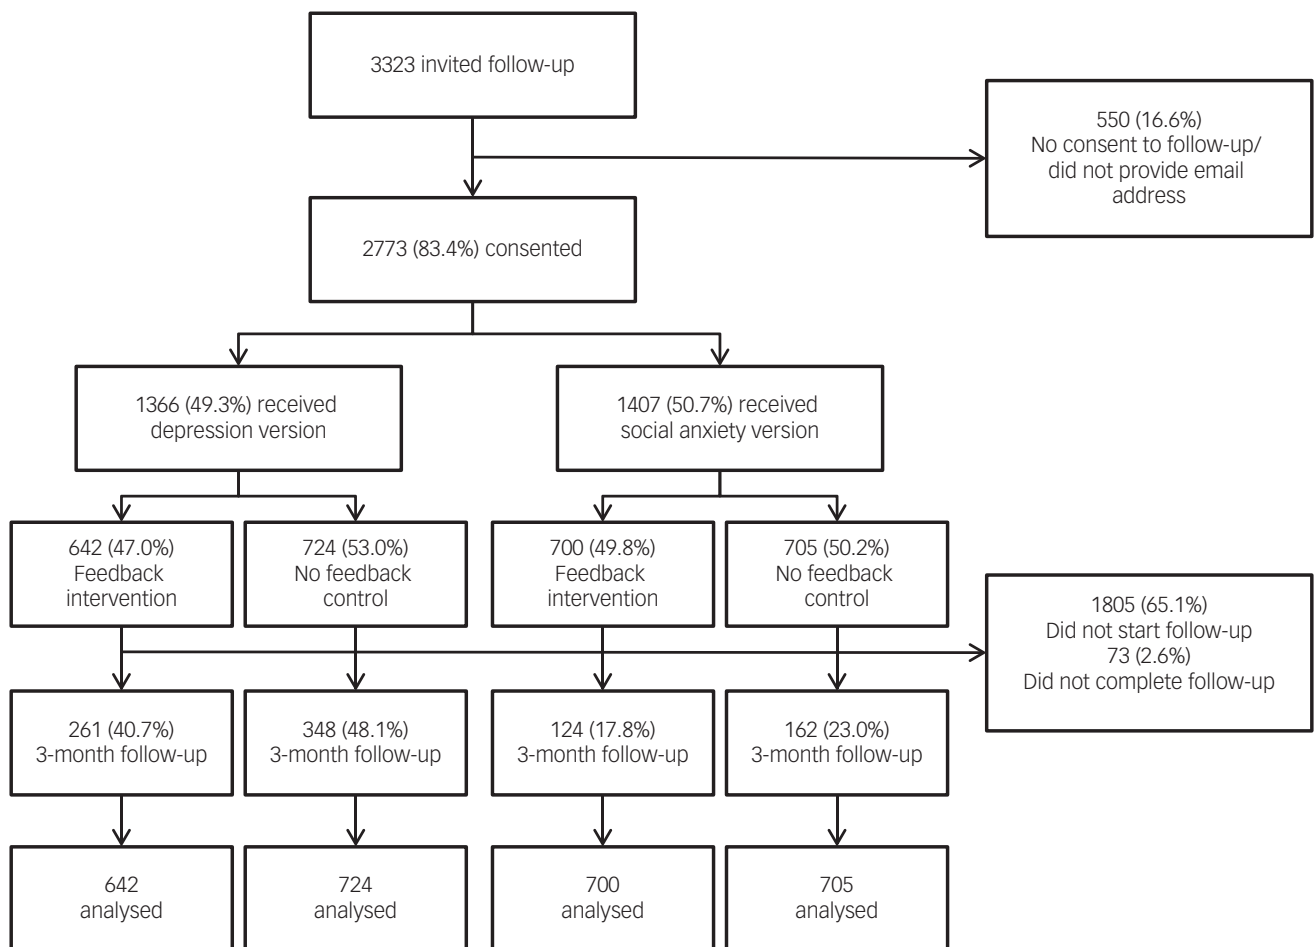 3323 invited follow-up
550 (16.6%)
No consent to follow-up/
did not provide email
address
2773 (83.4%) consented
1366 (49.3%) received
depression version
1407 (50.7%) received
social anxiety version
642 (47.0%)
Feedback
intervention
724 (53.0%)
No feedback
control
700 (49.8%)
Feedback
intervention
705 (50.2%)
No feedback
control
1805 (65.1%)
Did not start follow-up
73 (2.6%)
Did not complete follow-up
261 (40.7%)
3-month follow-up
348 (48.1%)
3-month follow-up
124 (17.8%)
3-month follow-up
162 (23.0%)
3-month follow-up
642
analysed
724
analysed
700
analysed
705
analysed